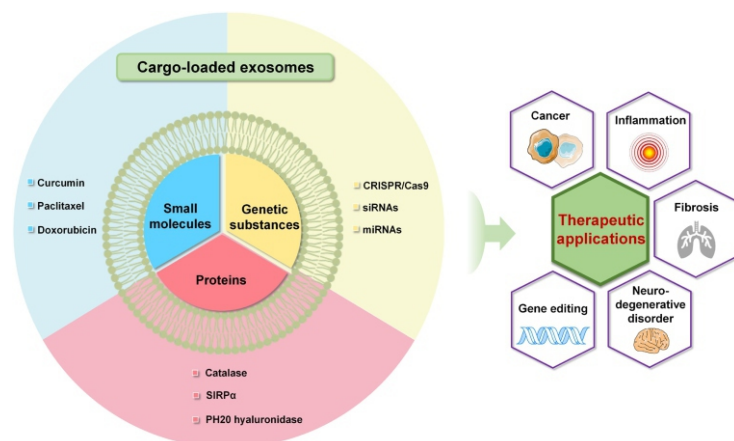 Cargo-loaded exosomes
Curcumin
Paclitaxel
Doxorubicin
Small
molecules
Genetic
substances
Proteins
CRISPR/Cas9
siRNAs
miRNAs
Catalase
SIRPα
PH20 hyaluronidase
Cancer
Inflammation
Therapeutic
applications
Fibrosis
Gene editing
Neuro-
degenerative
disorder